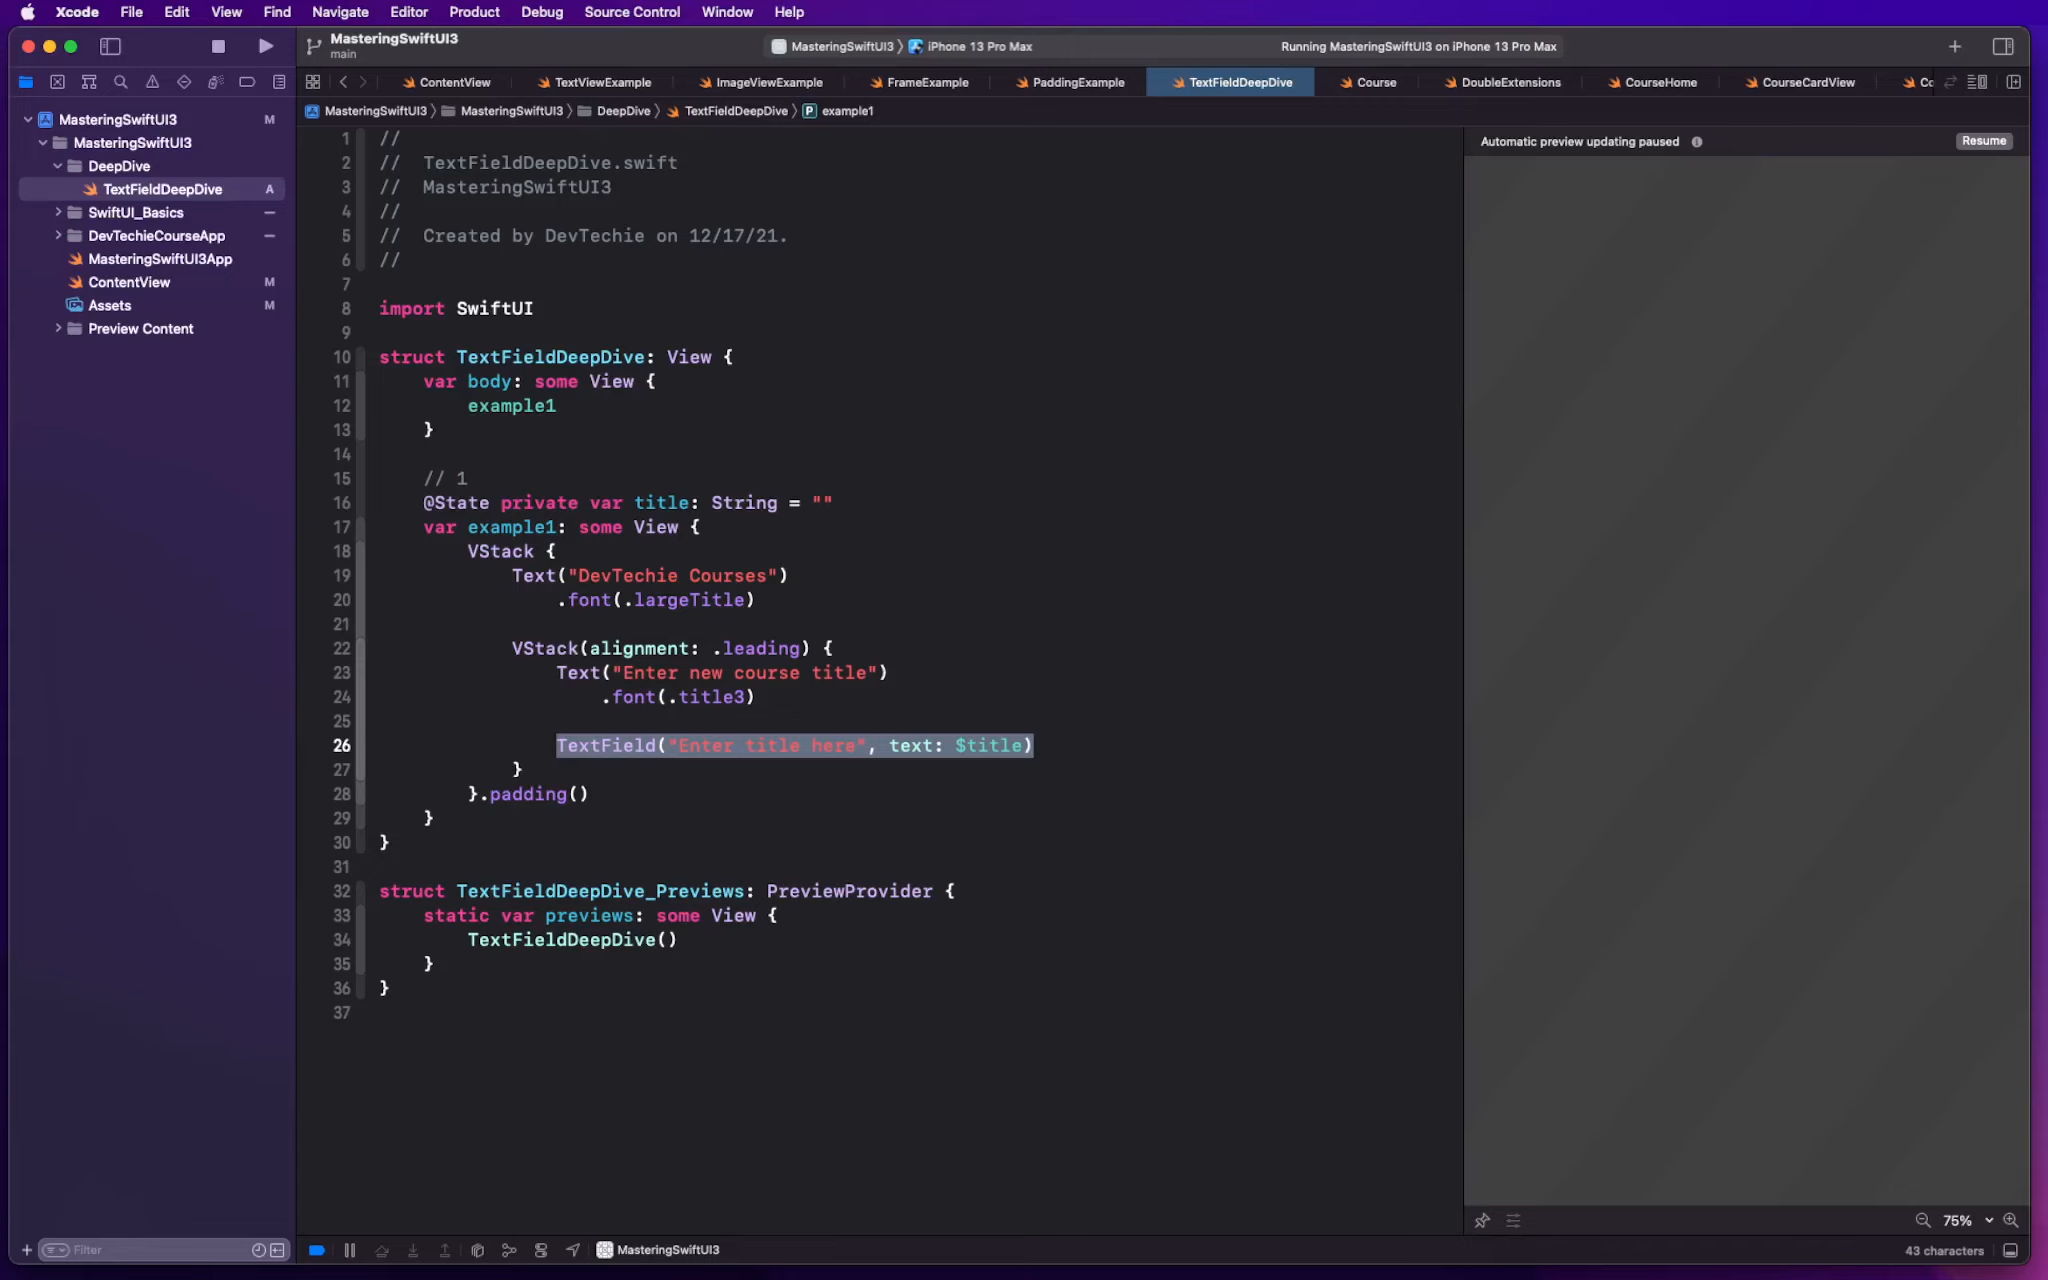 Xcode File Edit View Find Navigate Editor Product Debug Source Control Window Help
MasteringSwiftUI3
main
MasteringSwiftUI3 iPhone 13 Pro Max Running MasteringSwiftUI3 on iPhone 13 Pro Max
ContentView TextViewExample ImageViewExample FrameExample PaddingExample TextFieldDeepDive Course DoubleExtensions CourseHome CourseCardView Co
MasteringSwiftUI3 MasteringSwiftUI3 DeepDive TextFieldDeepDive P example1
MasteringSwiftUI3 M
MasteringSwiftUI3
DeepDive
TextFieldDeepDive A
SwiftUI_Basics
DevTechieCourseApp
MasteringSwiftUI3App
ContentView M
Assets M
Preview Content
1 //
2 //  TextFieldDeepDive.swift
3 //  MasteringSwiftUI3
4 //
5 //  Created by DevTechie on 12/17/21.
6 //
7
8 import SwiftUI
9
10 struct TextFieldDeepDive: View {
11     var body: some View {
12         example1
13     }
14
15     // 1
16     @State private var title: String = ""
17     var example1: some View {
18         VStack {
19             Text("DevTechie Courses")
20                 .font(.largeTitle)
21
22             VStack(alignment: .leading) {
23                 Text("Enter new course title")
24                     .font(.title3)
25
26                 TextField("Enter title here", text: $title)
27             }
28         }.padding()
29     }
30 }
31
32 struct TextFieldDeepDive_Previews: PreviewProvider {
33     static var previews: some View {
34         TextFieldDeepDive()
35     }
36 }
37
Automatic preview updating paused Resume
75%
Filter
MasteringSwiftUI3
43 characters